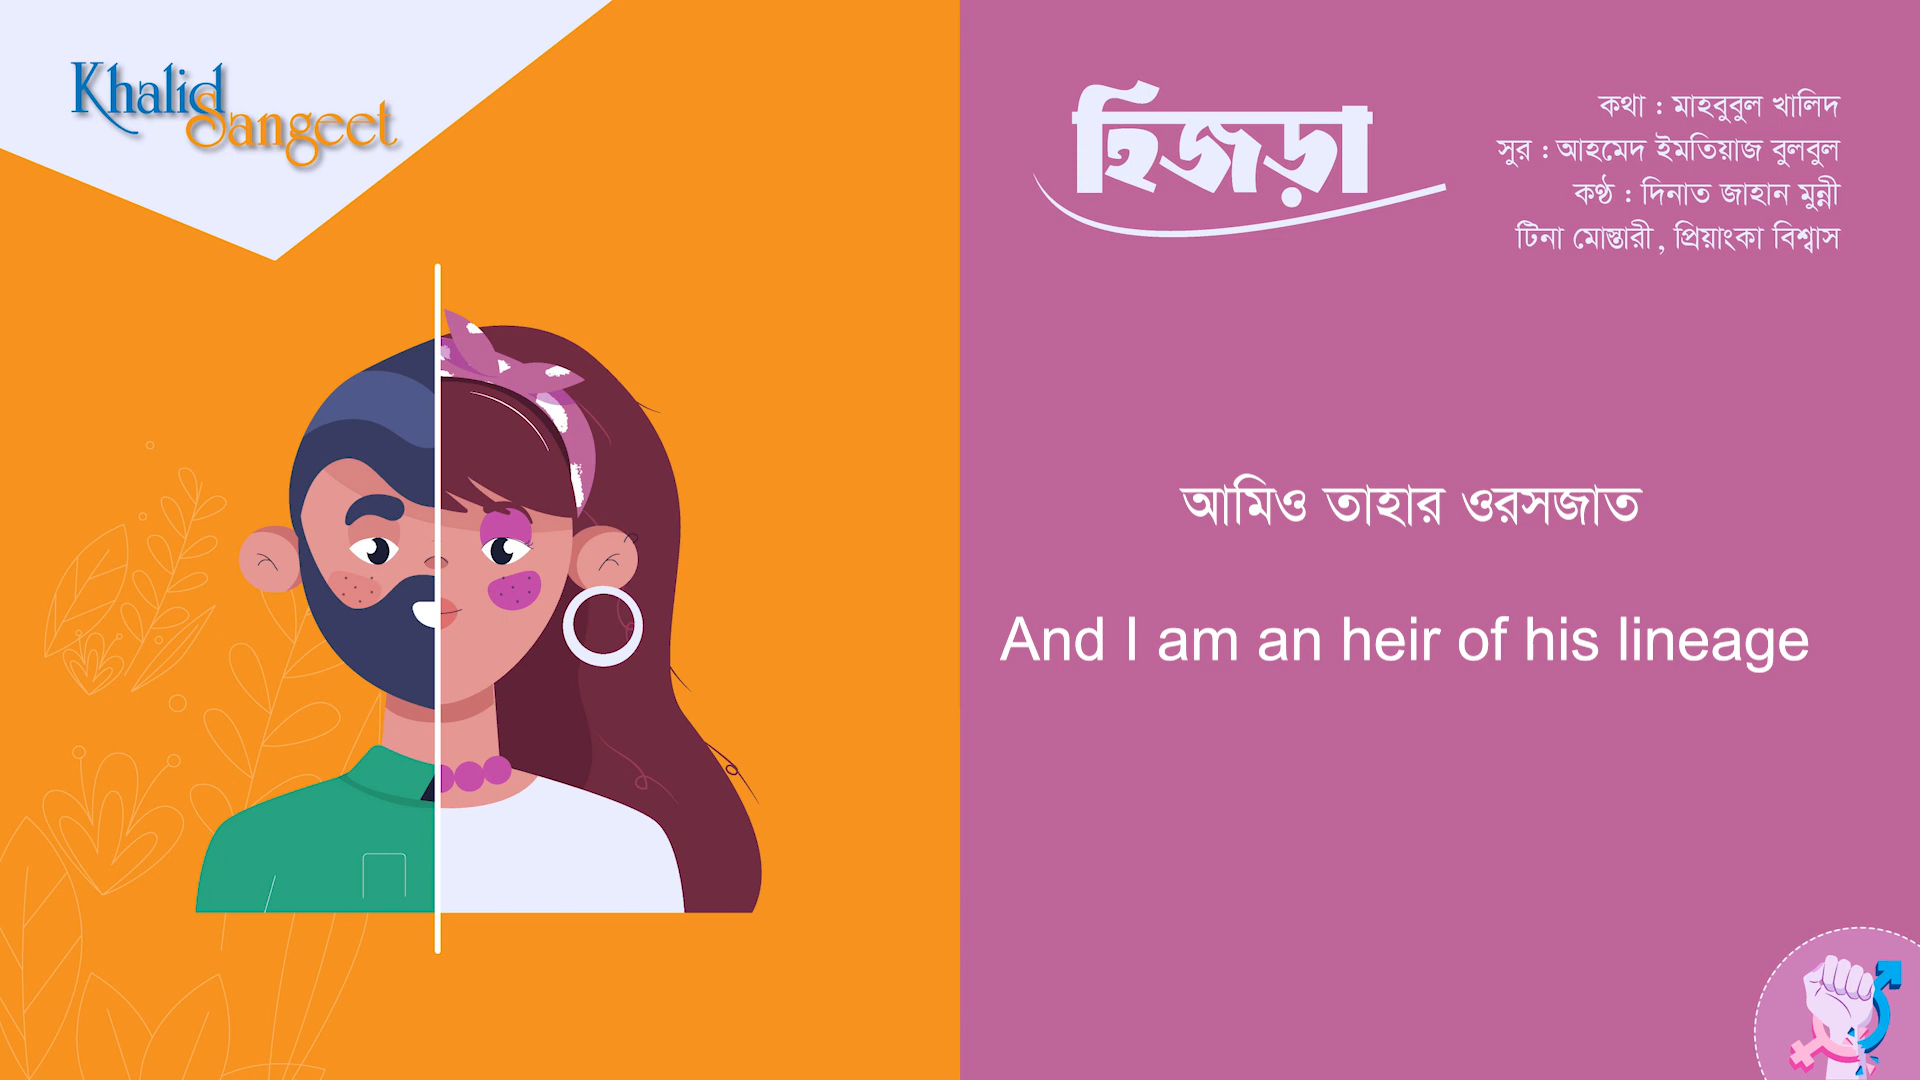 Khalid
Sangeet
হিজড়া
কথা : মাহবুবুল খালিদ
সুর : আহমেদ ইমতিয়াজ বুলবুল
কণ্ঠ : দিনাত জাহান মুন্নী
টিনা মোস্তারী, প্রিয়াংকা বিশ্বাস
আমিও তাহার ওরসজাত
And I am an heir of his lineage